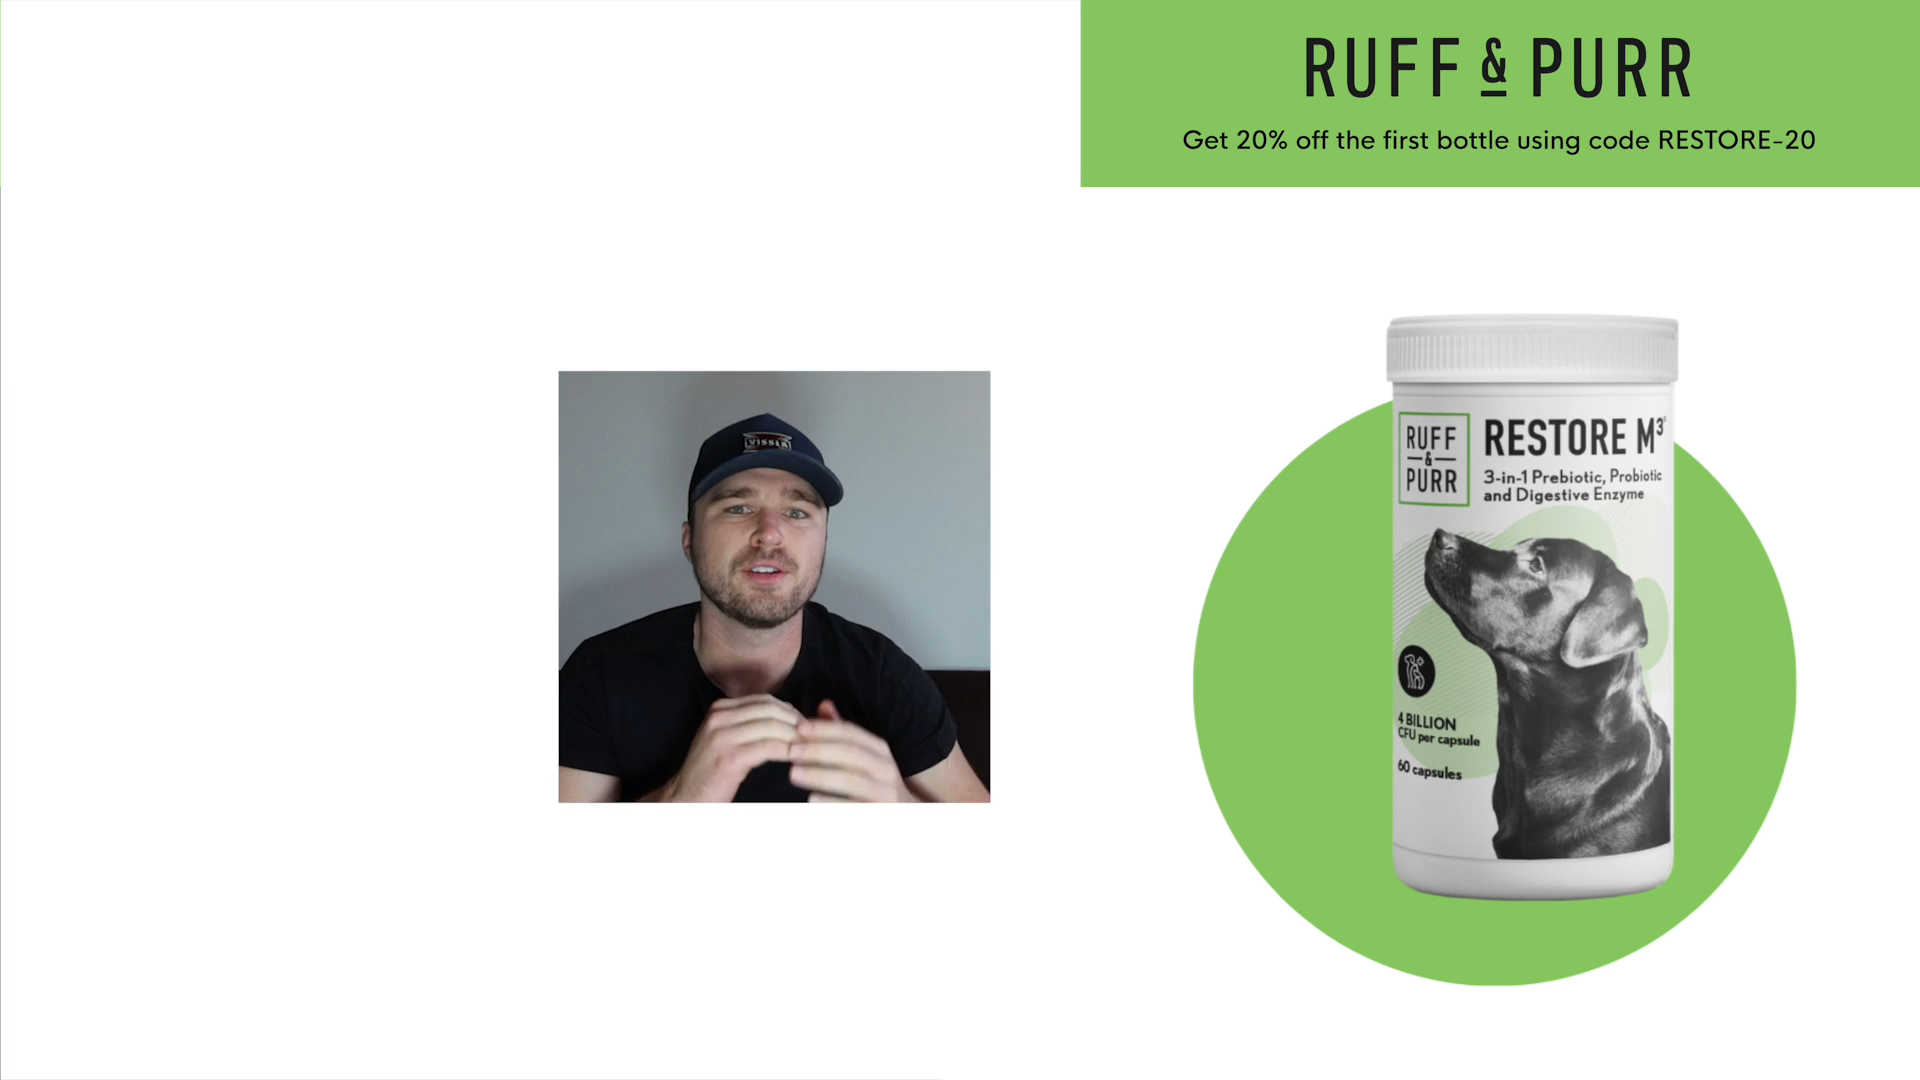 RUFF & PURR
Get 20% off the first bottle using code RESTORE-20
VISSLA
RUFF
&
PURR
RESTORE M³
3-in-1 Prebiotic, Probiotic
and Digestive Enzyme
4 BILLION
CFU per capsule
60 capsules